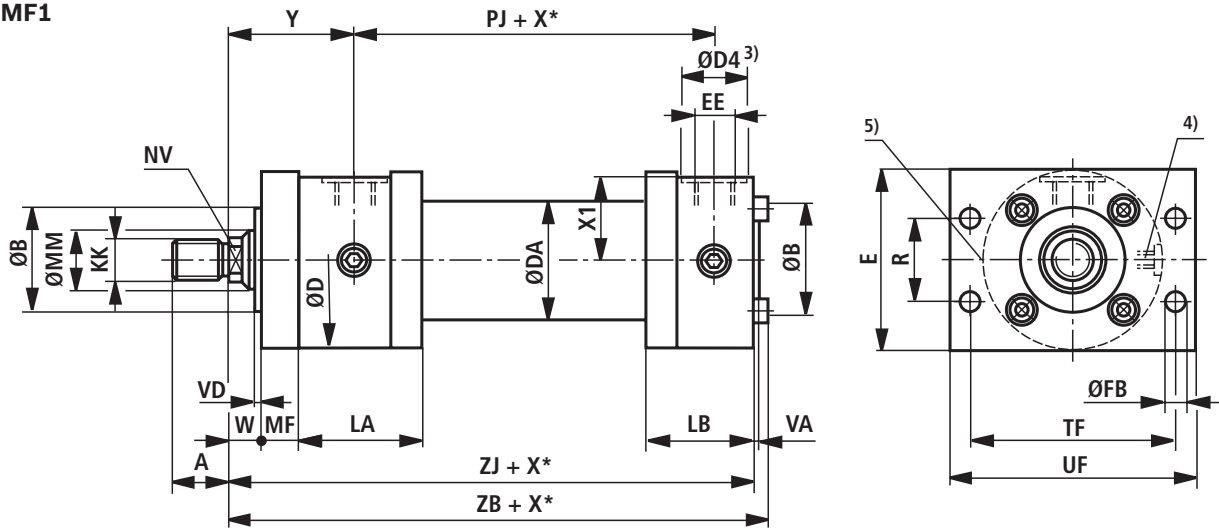 MF1
Y
PJ + X*
ØD4 3)
EE
NV
ØB
ØMM
KK
ØD
ØDA
X1
ØB
VD
W
MF
LA
LB
VA
A
ZJ + X*
ZB + X*
5)
4)
E
R
ØFB
TF
UF